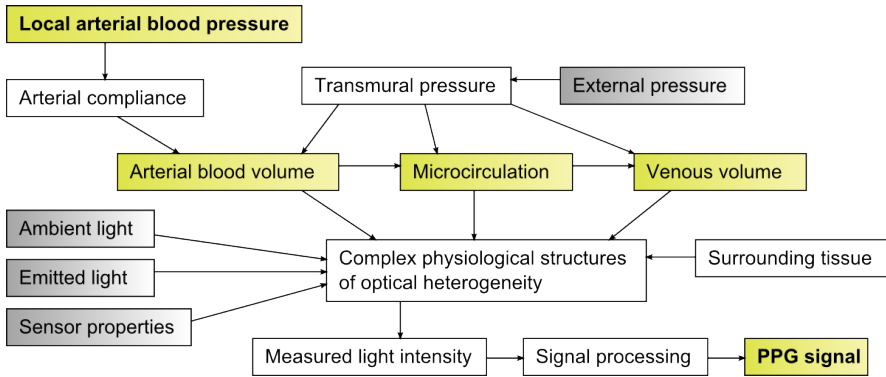 Local arterial blood pressure
Arterial compliance
Transmural pressure
External pressure
Arterial blood volume
Microcirculation
Venous volume
Ambient light
Emitted light
Sensor properties
Complex physiological structures
of optical heterogeneity
Surrounding tissue
Measured light intensity
Signal processing
PPG signal